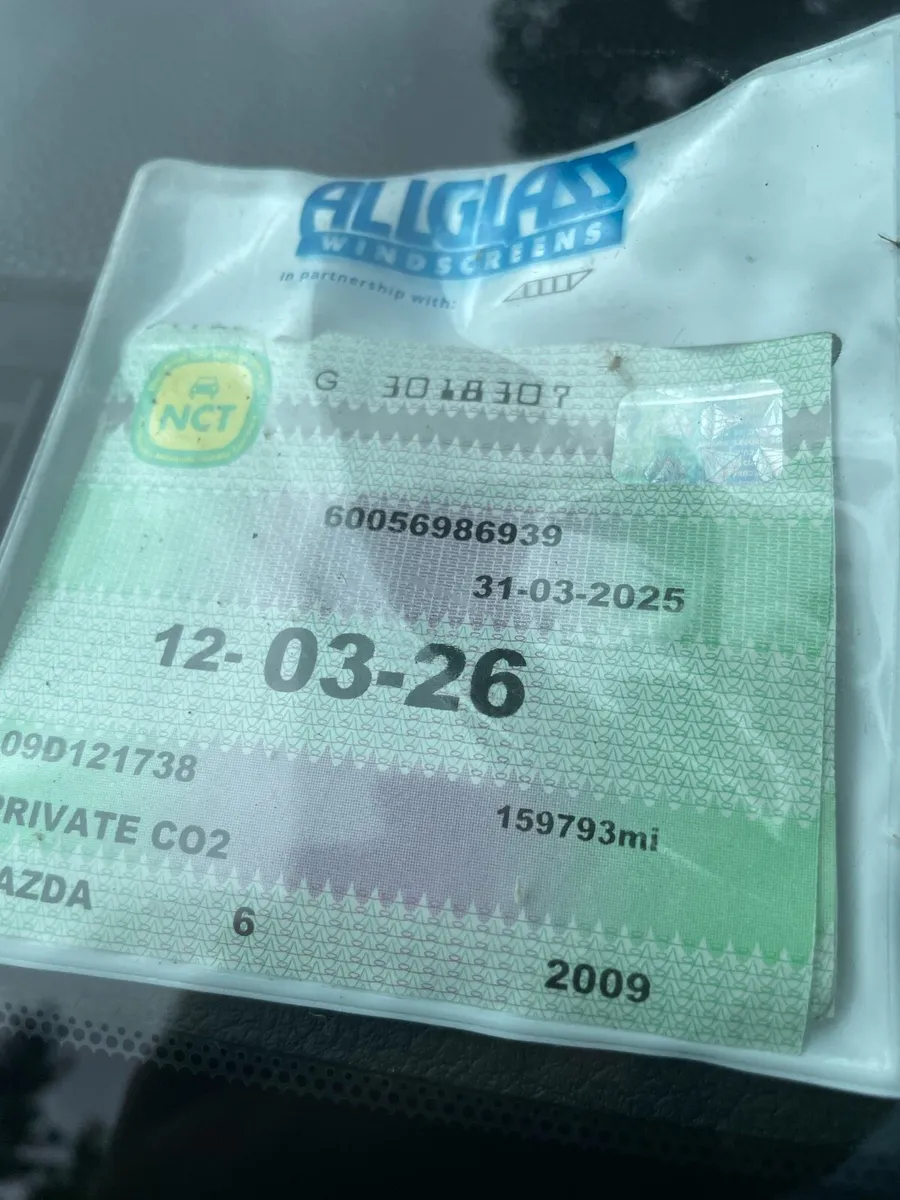 ALLGLASS
WINDSCREENS
in partnership with:
NCT
G 3018307
60056986939
31-03-2025
12-03-26
09D121738
159793mi
PRIVATE CO2
AZDA 6
2009